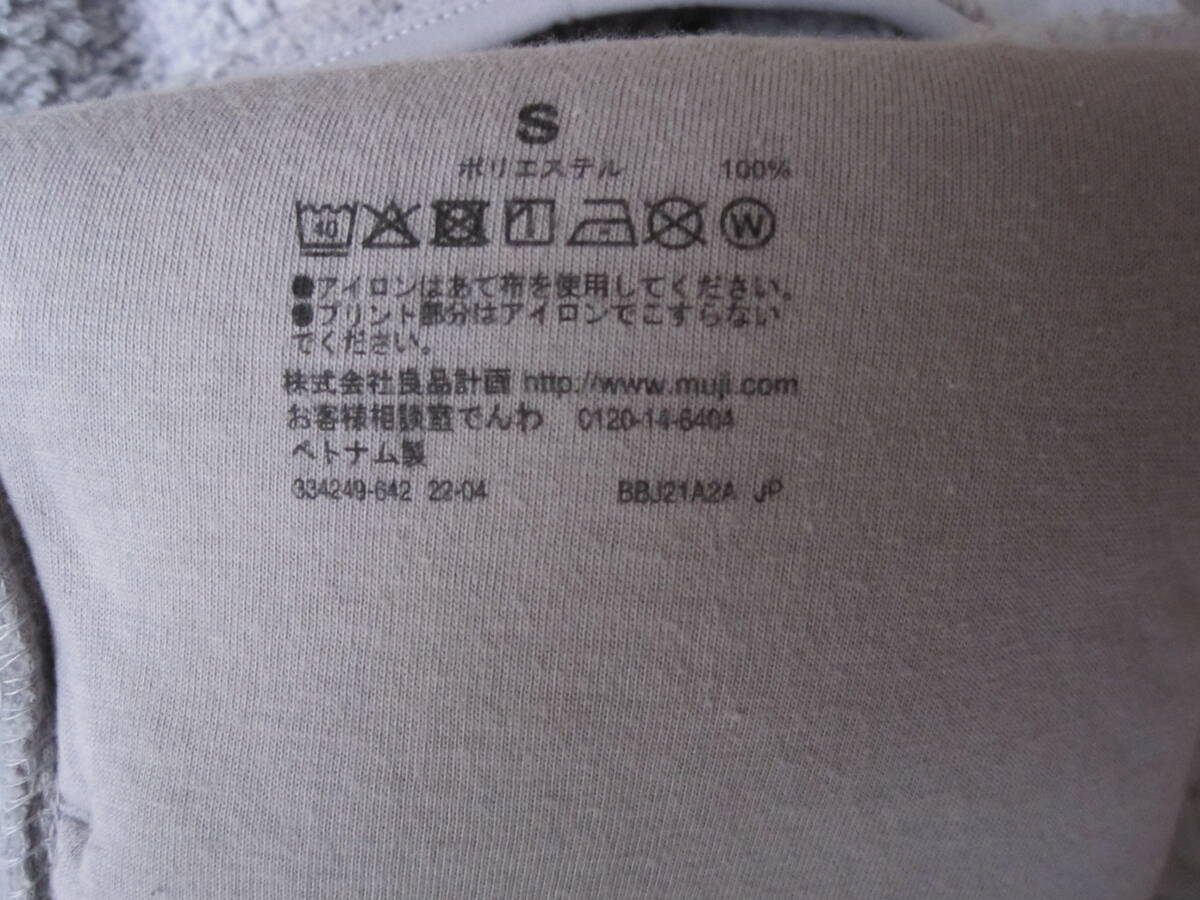 S
ポリエステル 100%
40
W
●アイロンはあて布を使用してください。
●プリント部分はアイロンでこすらない
でください。
株式会社良品計画 http://www.muji.com
お客様相談室でんわ 0120-14-6404
ベトナム製
334249-642 22-04 BBJ21A2A JP